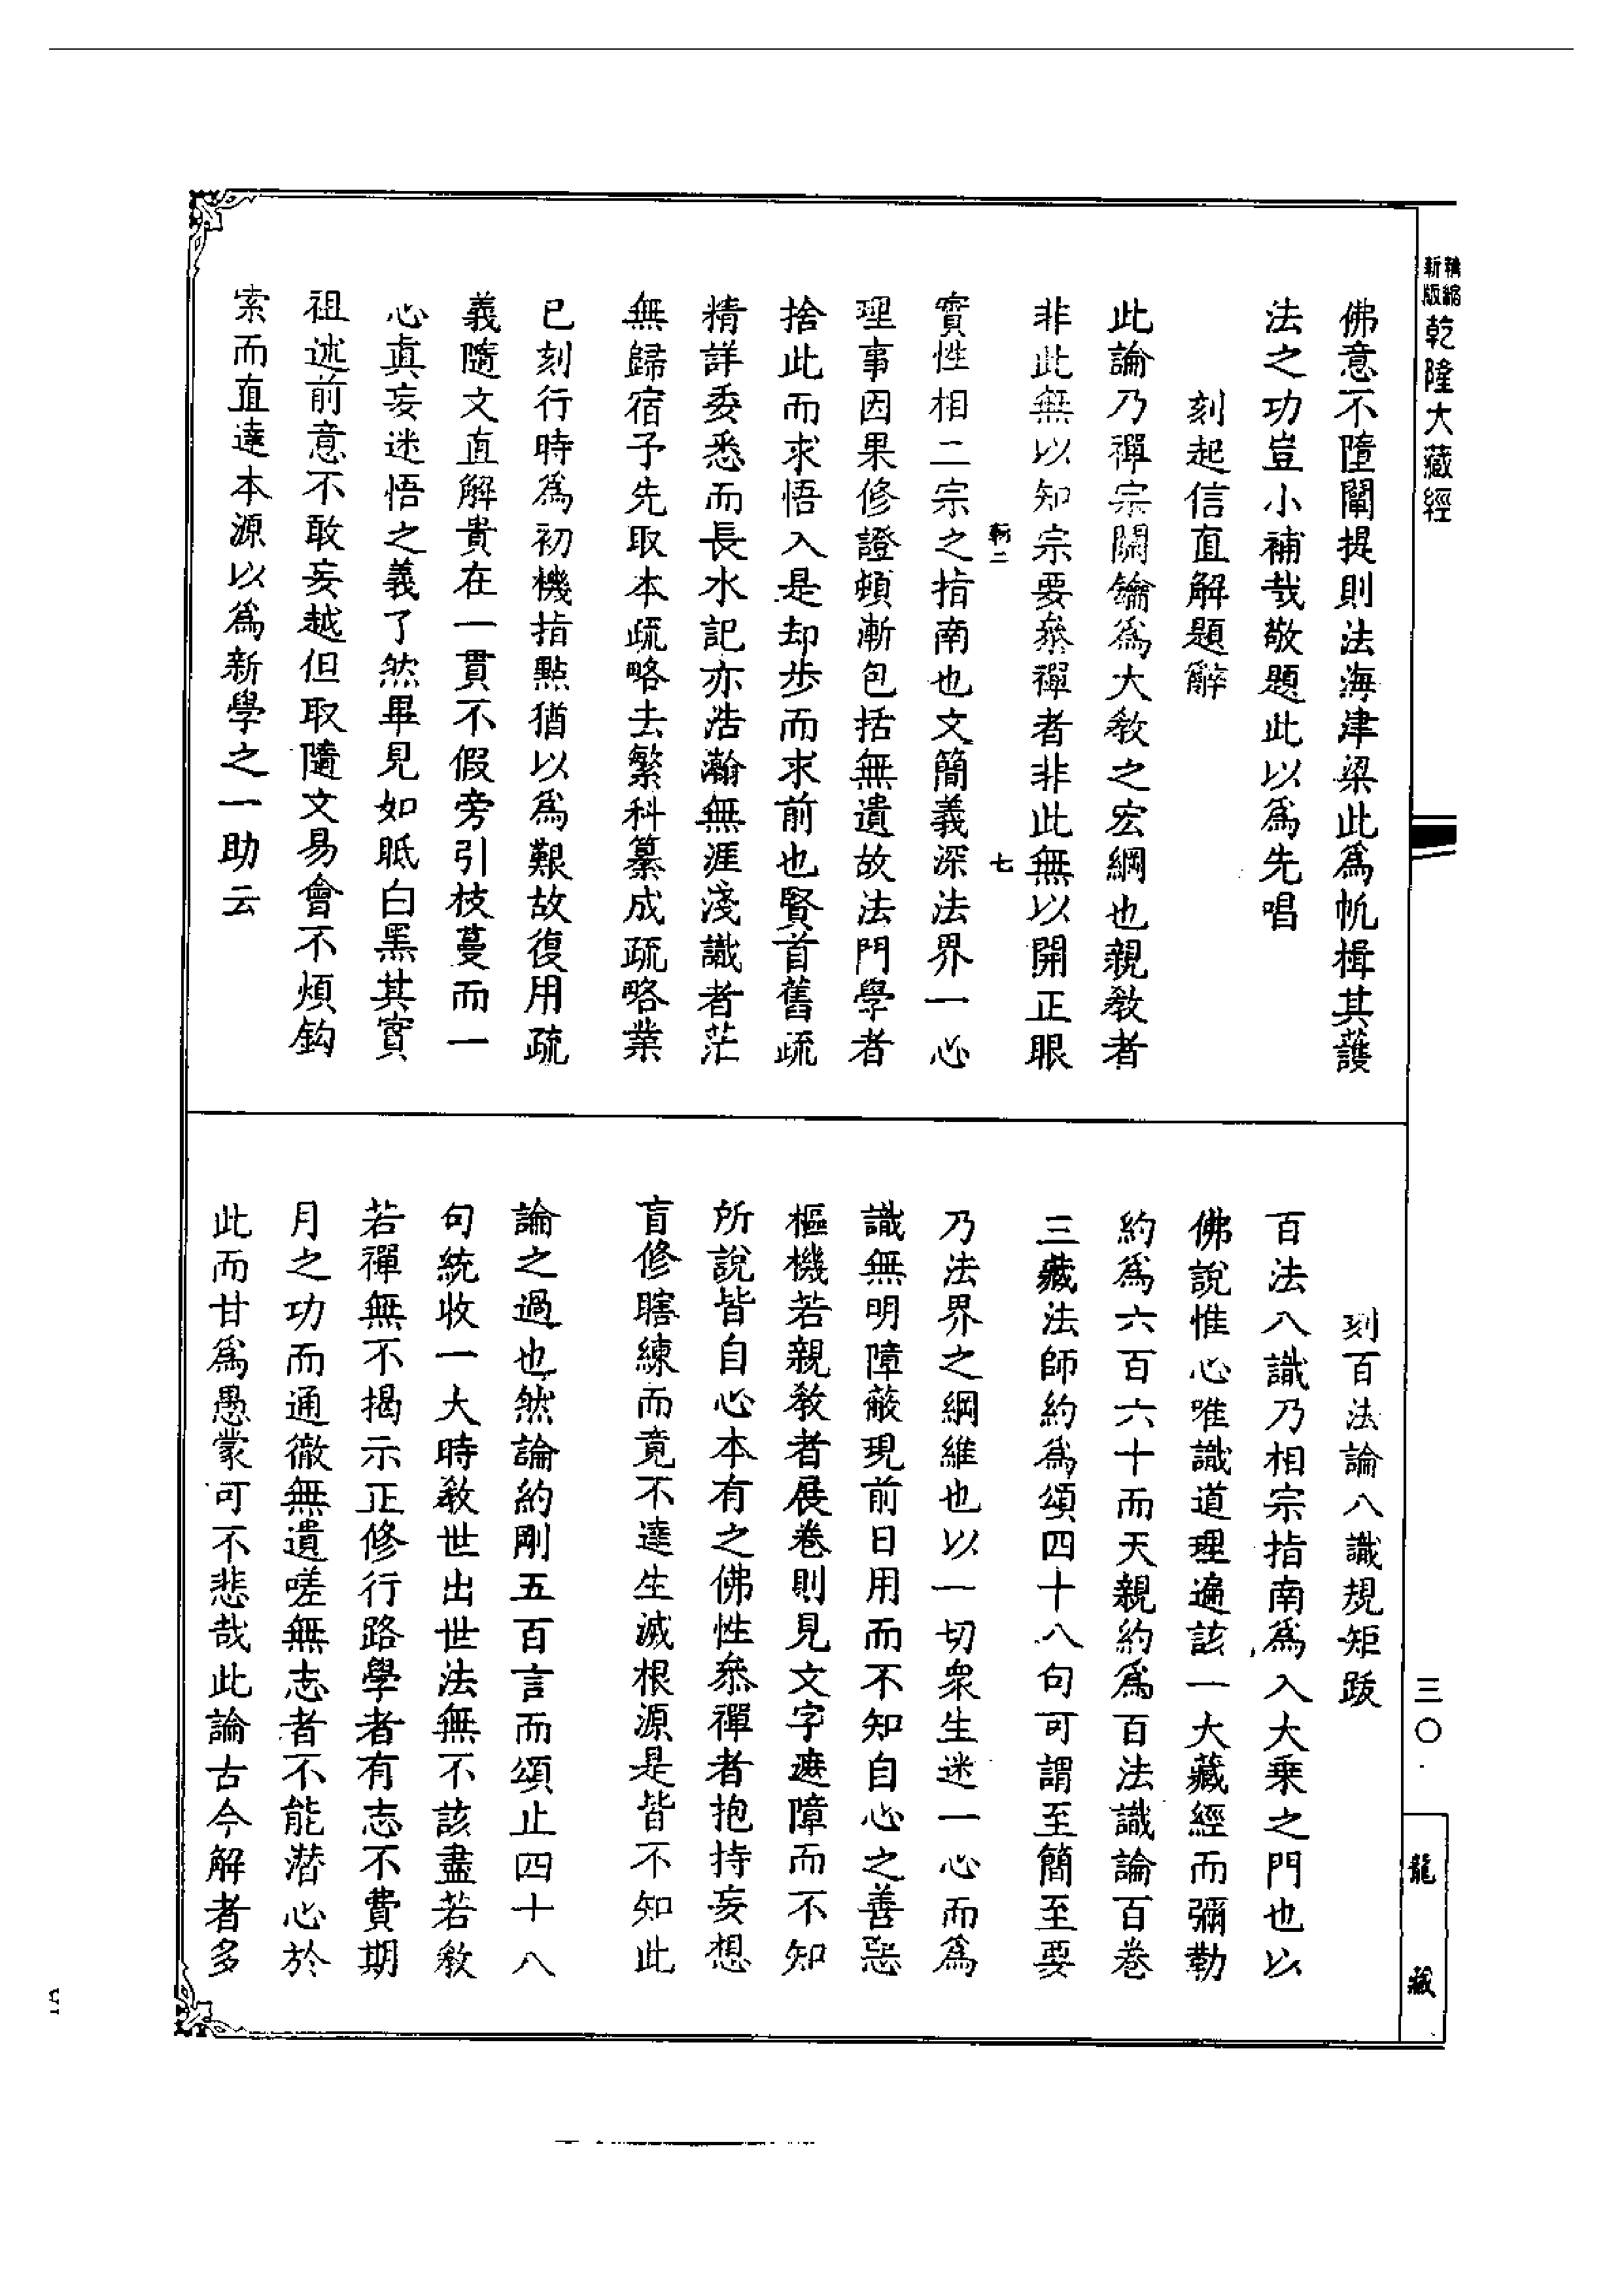 精縮
新版
乾隆大藏經
佛意不墮闡提則法海津梁此為帆楫其護
法之功豈小補哉敬題此以為先唱
刻起信直解題辭
此論乃禪宗關鑰為大教之宏綱也親教者
非此無以知宗要叅禪者非此無以開正眼
斬二　七
實性相二宗之指南也文簡義深法界一心
理事因果修證頓漸包括無遺故法門學者
捨此而求悟入是却步而求前也賢首舊疏
精詳委悉而長水記亦浩瀚無涯淺識者茫
無歸宿予先取本疏略去繁科纂成疏略業
已刻行時為初機指點猶以為艱故復用疏
義隨文直解貴在一貫不假旁引枝蔓而一
心真妄迷悟之義了然畢見如眡白黑其實
祖述前意不敢妄越但取隨文易會不煩鈎
索而直達本源以為新學之一助云
三〇
龍藏
刻百法論八識規矩跋
百法八識乃相宗指南為入大乘之門也以
佛說惟心唯識道理遍該一大藏經而彌勒
約為六百六十而天親約為百法識論百卷
三藏法師約為頌四十八句可謂至簡至要
乃法界之綱維也以一切眾生迷一心而為
識無明障蔽現前日用而不知自心之善惡
樞機若親教者展卷則見文字遮障而不知
所說皆自心本有之佛性叅禪者抱持妄想
盲修瞎練而竟不達生滅根源是皆不知此
論之過也然論約剛五百言而頌止四十八
句統收一大時教世出世法無不該盡若教
若禪無不揭示正修行路學者有志不費期
月之功而通徹無遺嗟無志者不能潛心於
此而甘為愚蒙可不悲哉此論古今解者多